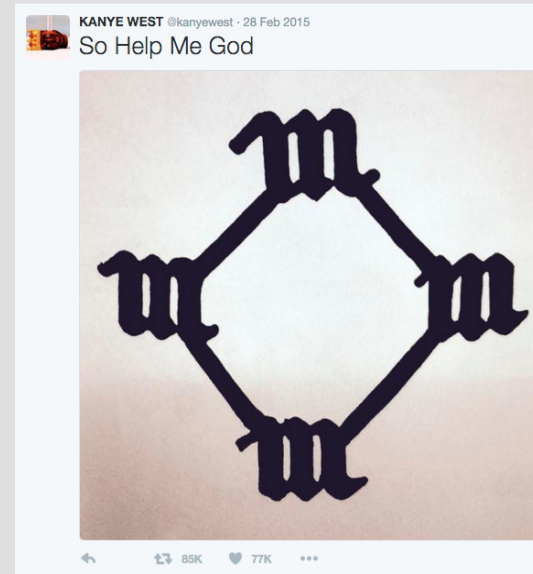 KANYE WEST @kanyewest · 28 Feb 2015
So Help Me God
m
m m
m
85K 77K